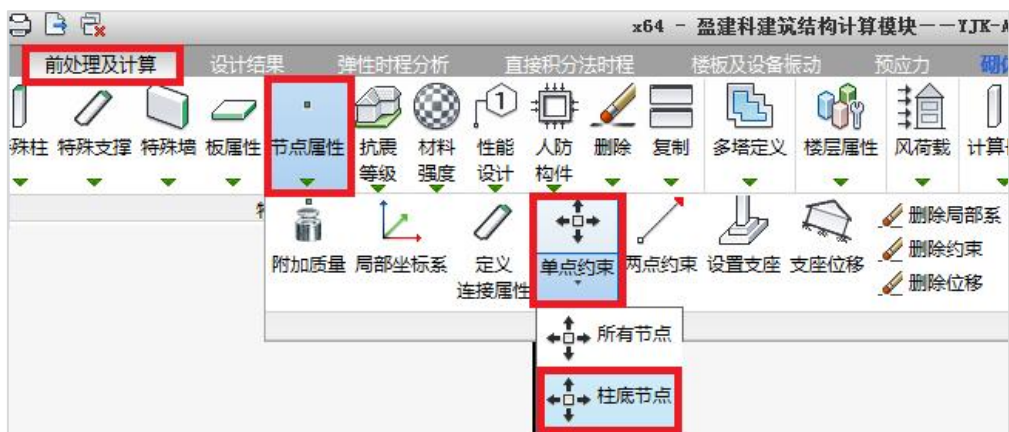 x64 - 盈建科建筑结构计算模块——YJK-A
前处理及计算 设计结果 弹性时程分析 直接积分法时程 楼板及设备振动 预应力 砌
殊柱 特殊支撑 特殊墙 板属性 节点属性 抗震等级 材料强度 性能设计 人防构件 删除 复制 多塔定义 楼层属性 风荷载 计算
附加质量 局部坐标系 定义连接属性 单点约束 两点约束 设置支座 支座位移
删除局部系
删除约束
删除位移
所有节点
柱底节点